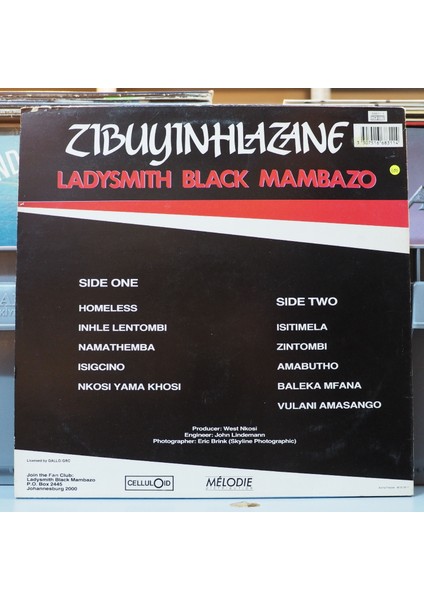 ZIBUYINHLAZANE
LADYSMITH BLACK MAMBAZO
SIDE ONE
HOMELESS
INHLE LENTOMBI
NAMATHEMBA
ISIGCINO
NKOSI YAMA KHOSI
SIDE TWO
ISITIMELA
ZINTOMBI
AMABUTHO
BALEKA MFANA
VULANI AMASANGO
Producer: West Nkosi
Engineer: John Lindemann
Photographer: Eric Brink (Skyline Photographic)
Licensed by GALLO GRC
Join the Fan Club:
Ladysmith Black Mambazo
P.O. Box 2445
Johannesburg 2000
CELLULOID
MÉLODIE